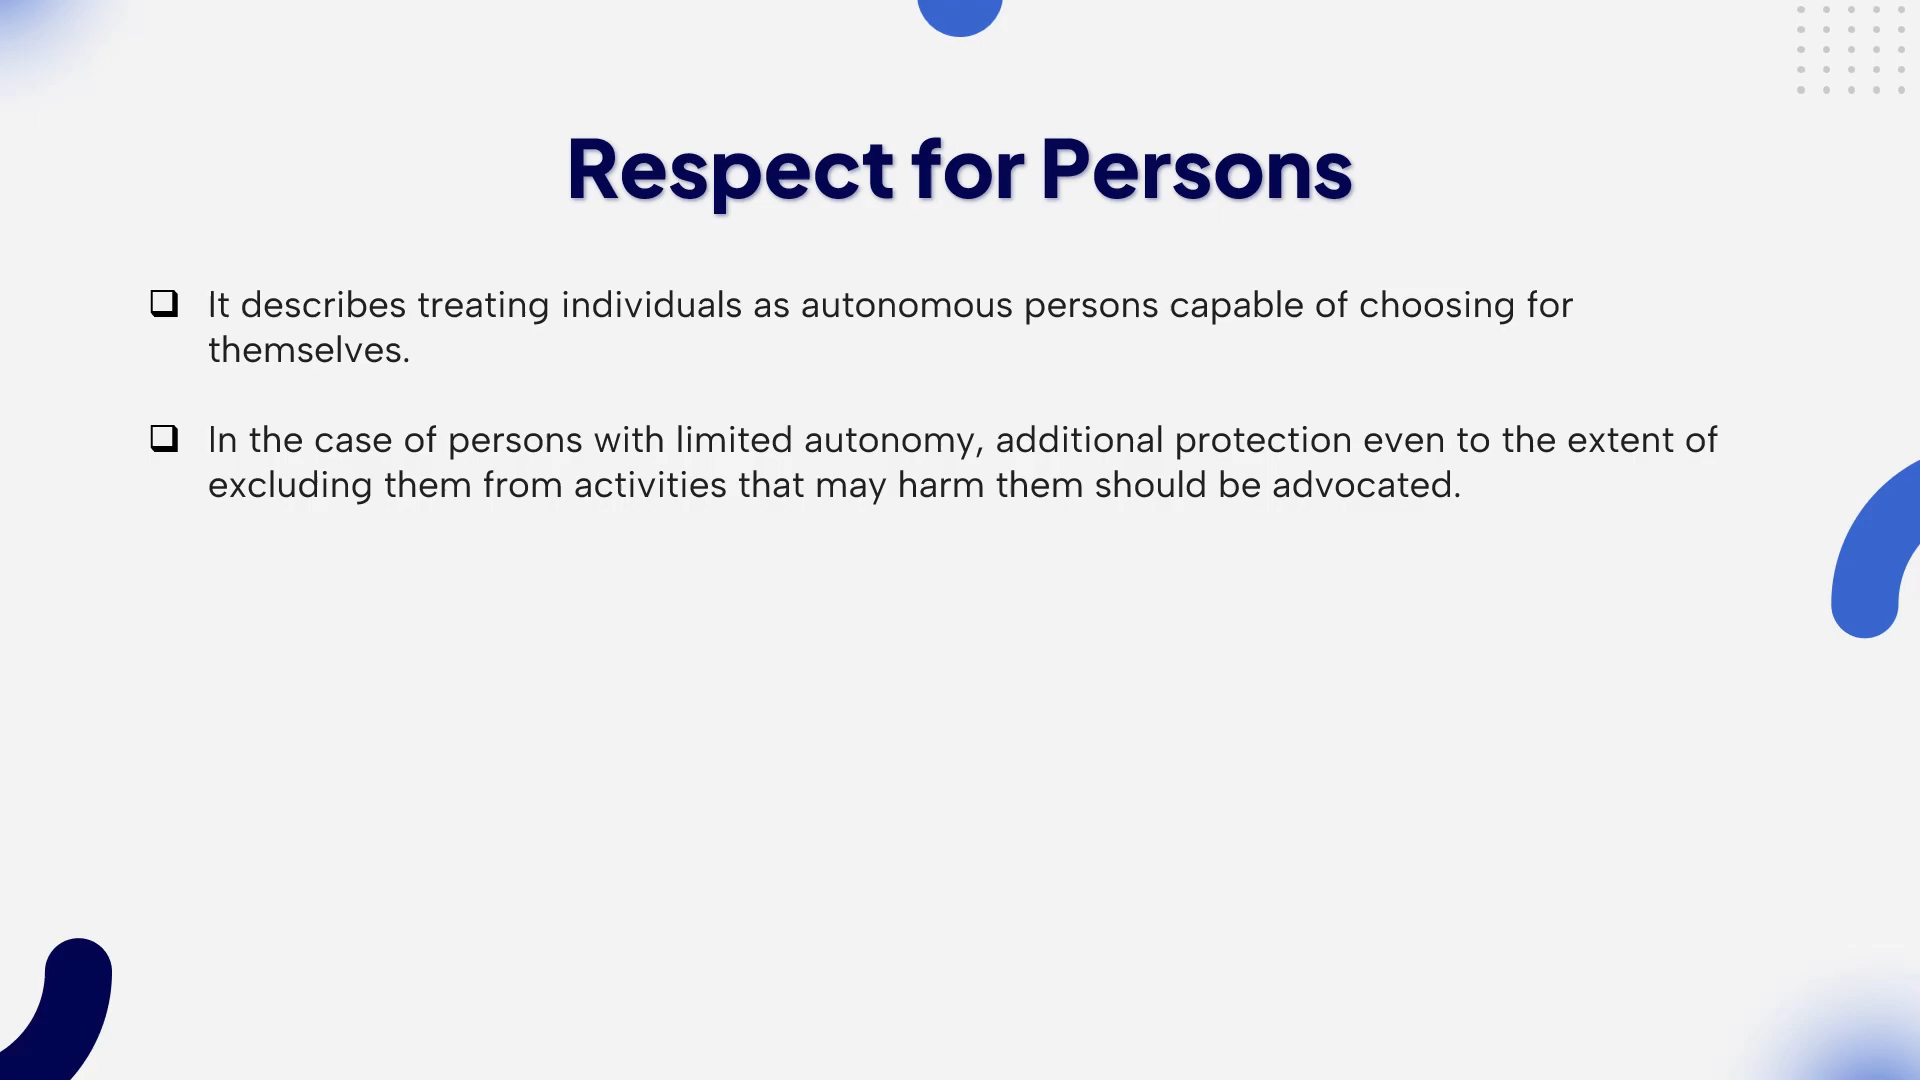 Respect for Persons
❑ It describes treating individuals as autonomous persons capable of choosing for
themselves.
❑ In the case of persons with limited autonomy, additional protection even to the extent of
excluding them from activities that may harm them should be advocated.